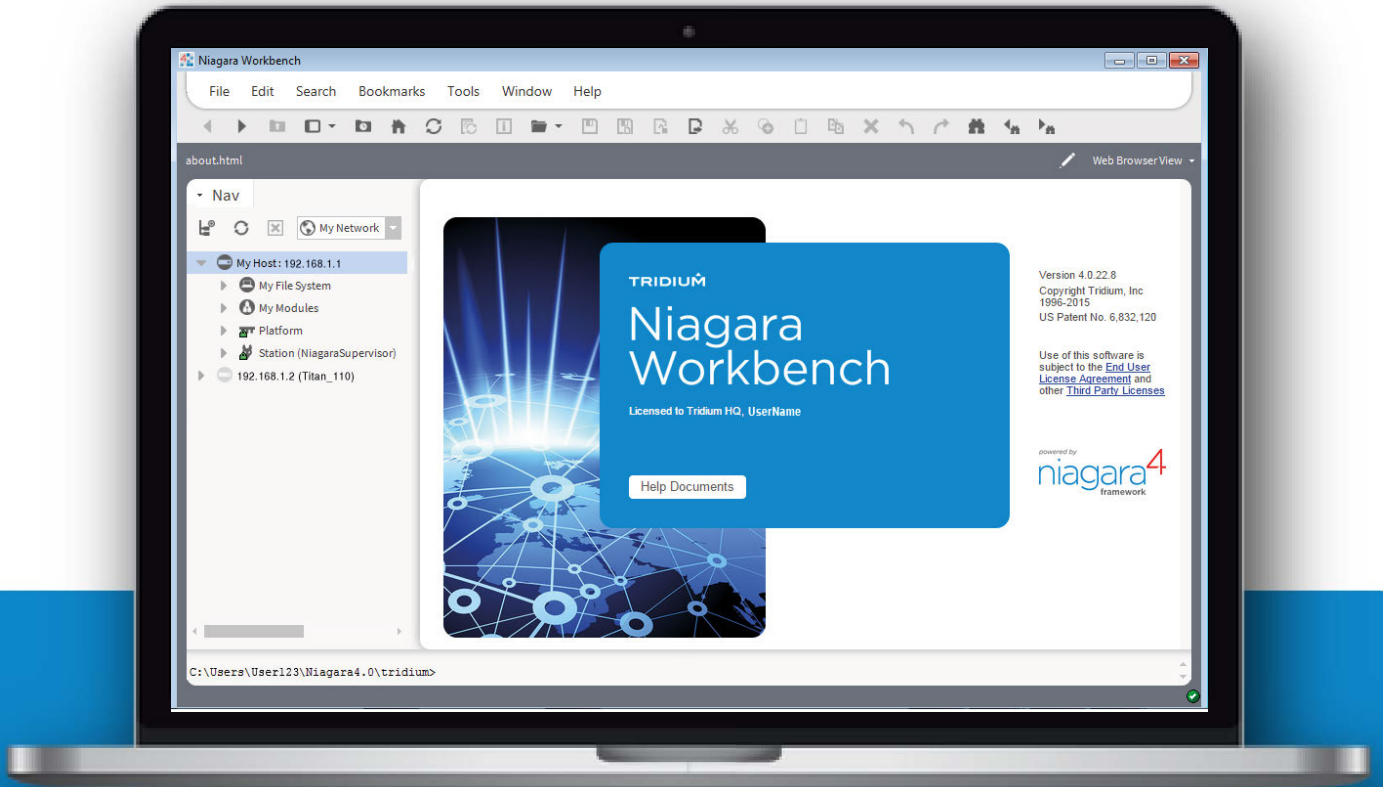 Niagara Workbench
File Edit Search Bookmarks Tools Window Help
about.html
Web Browser View
Nav
My Network
My Host: 192.168.1.1
My File System
My Modules
Platform
Station (NiagaraSupervisor)
192.168.1.2 (Titan_110)
TRIDIUM
Niagara
Workbench
Licensed to Tridium HQ, UserName
Help Documents
Version 4.0.22.8
Copyright Tridium, Inc
1996-2015
US Patent No. 6,832,120
Use of this software is
subject to the End User
License Agreement and
other Third Party Licenses
powered by
niagara4
framework
C:\Users\User123\Niagara4.0\tridium>